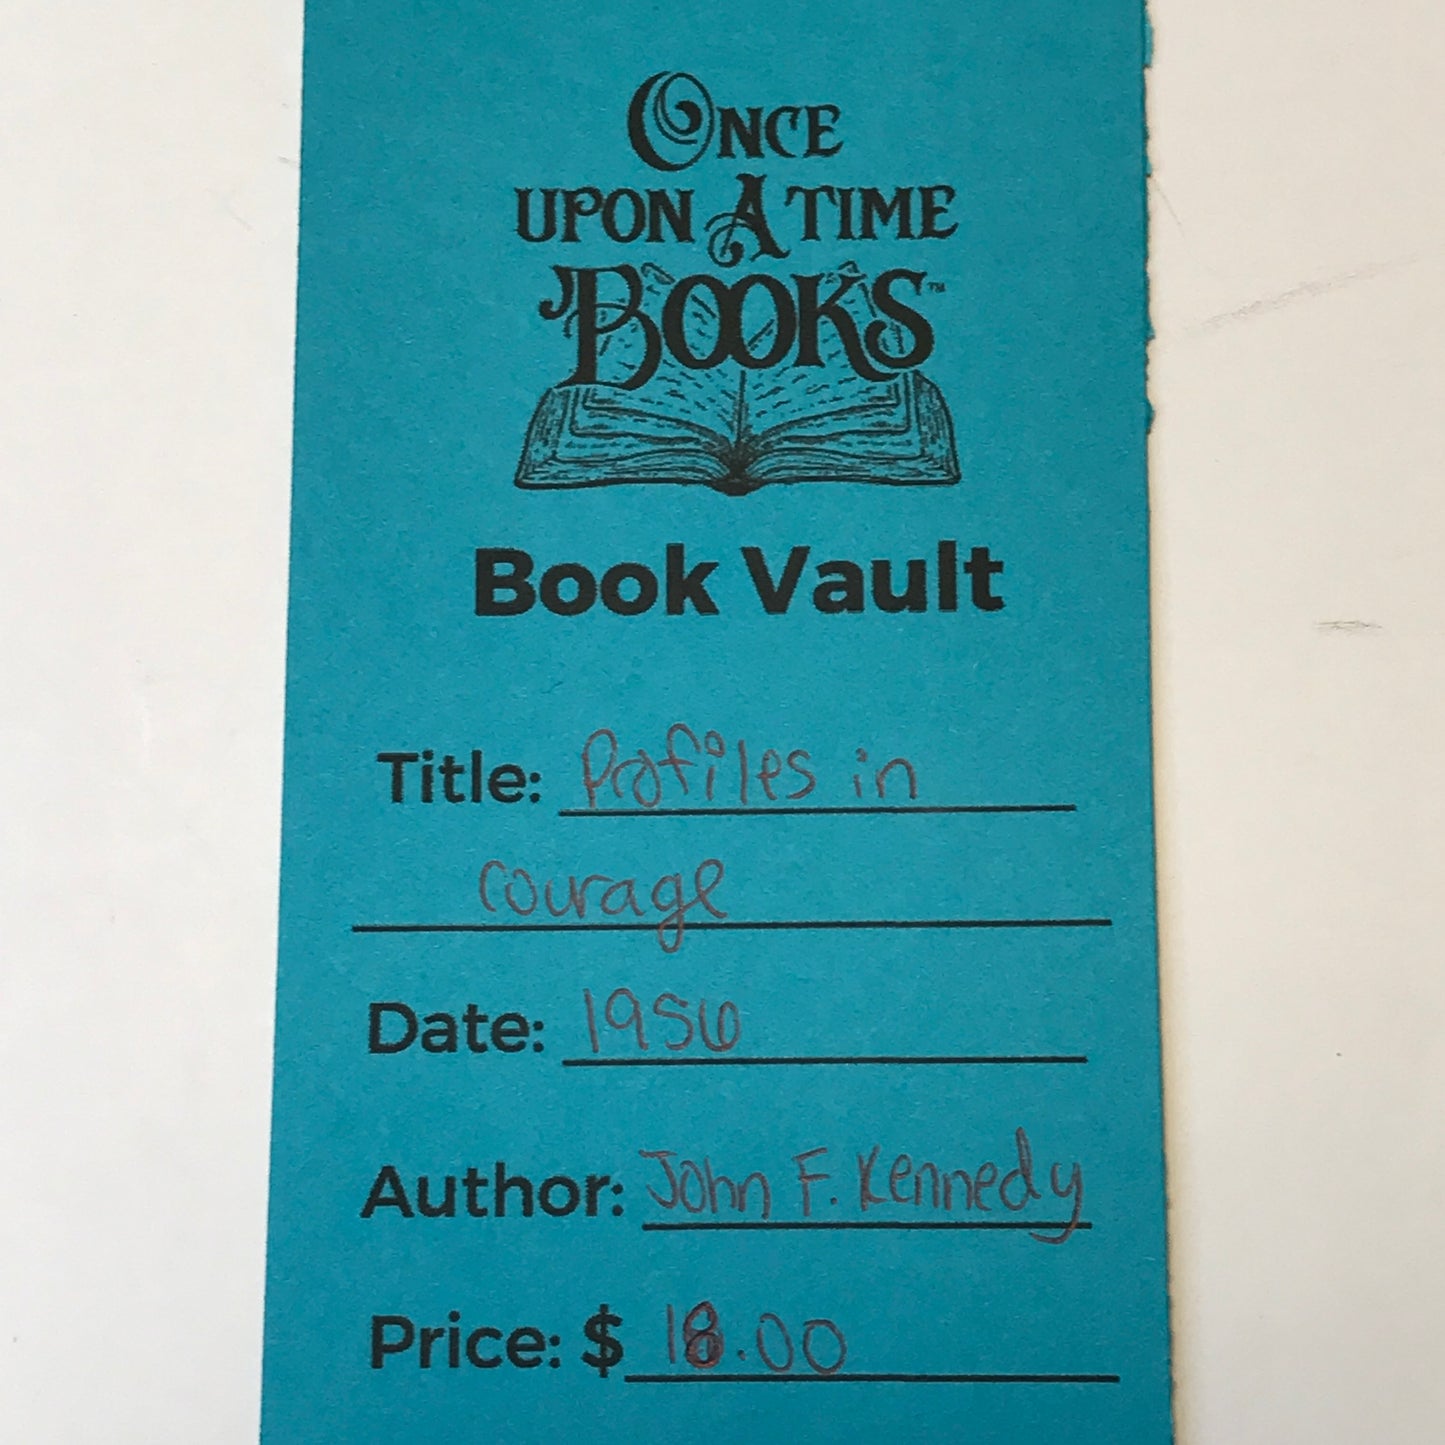 ONCE
UPON A TIME
BOOKS™
Book Vault
Title: Profiles in
courage
Date: 1956
Author: John F. Kennedy
Price: $ 18.00